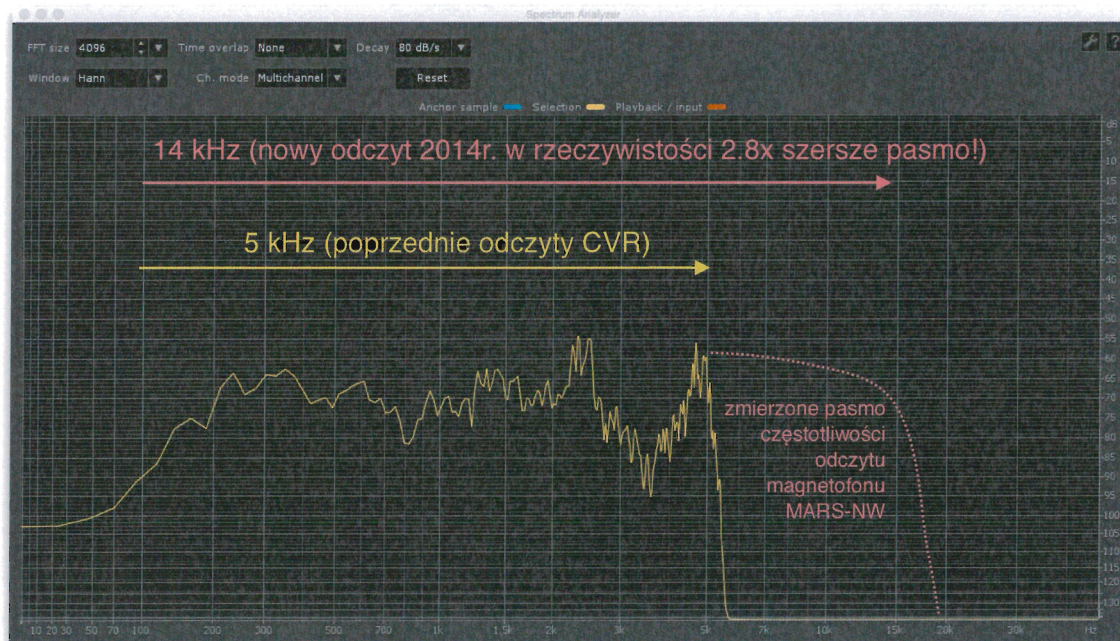 Spectrum Analyzer
FFT size 4096 Time overlap None Decay 80 dB/s
Window Hann Ch. mode Multichannel Reset
Anchor sample Selection Playback / input
14 kHz (nowy odczyt 2014r. w rzeczywistości 2.8x szersze pasmo!)
5 kHz (poprzednie odczyty CVR)
zmierzone pasmo
częstotliwości
odczytu
magnetofonu
MARS-NW
dB
-5
-10
-15
-20
-25
-30
-35
-40
-45
-50
-55
-60
-65
-70
-75
-80
-85
-90
-95
-100
-105
-110
-115
-120
10 20 30 50 70 100 200 300 500 700 1k 1,5k 2k 3k 5k 7k 10k 15k 20k 30k Hz